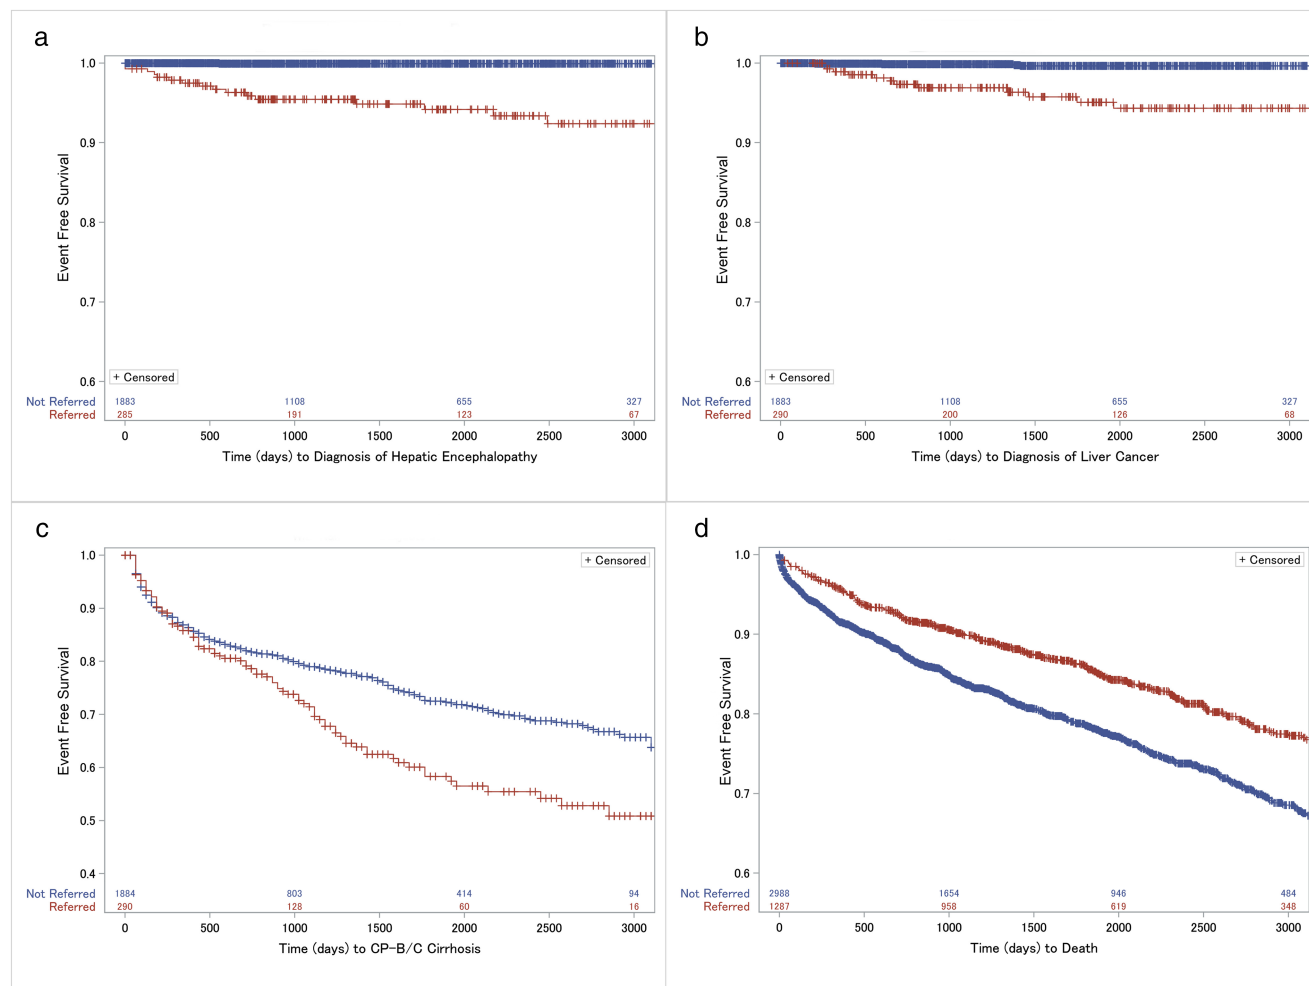 a
1.0
0.9
0.8
0.7
0.6
Event Free Survival
+ Censored
Not Referred 1883 1108 655 327
Referred 285 191 123 67
0 500 1000 1500 2000 2500 3000
Time (days) to Diagnosis of Hepatic Encephalopathy
b
1.0
0.9
0.8
0.7
0.6
Event Free Survival
+ Censored
Not Referred 1883 1108 655 327
Referred 290 200 126 68
0 500 1000 1500 2000 2500 3000
Time (days) to Diagnosis of Liver Cancer
c
+ Censored
1.0
0.9
0.8
0.7
0.6
0.5
0.4
Event Free Survival
Not Referred 1884 803 414 94
Referred 290 128 60 16
0 500 1000 1500 2000 2500 3000
Time (days) to CP-B/C Cirrhosis
d
+ Censored
1.0
0.9
0.8
0.7
0.6
Event Free Survival
Not Referred 2988 1654 946 484
Referred 1287 958 619 348
0 500 1000 1500 2000 2500 3000
Time (days) to Death